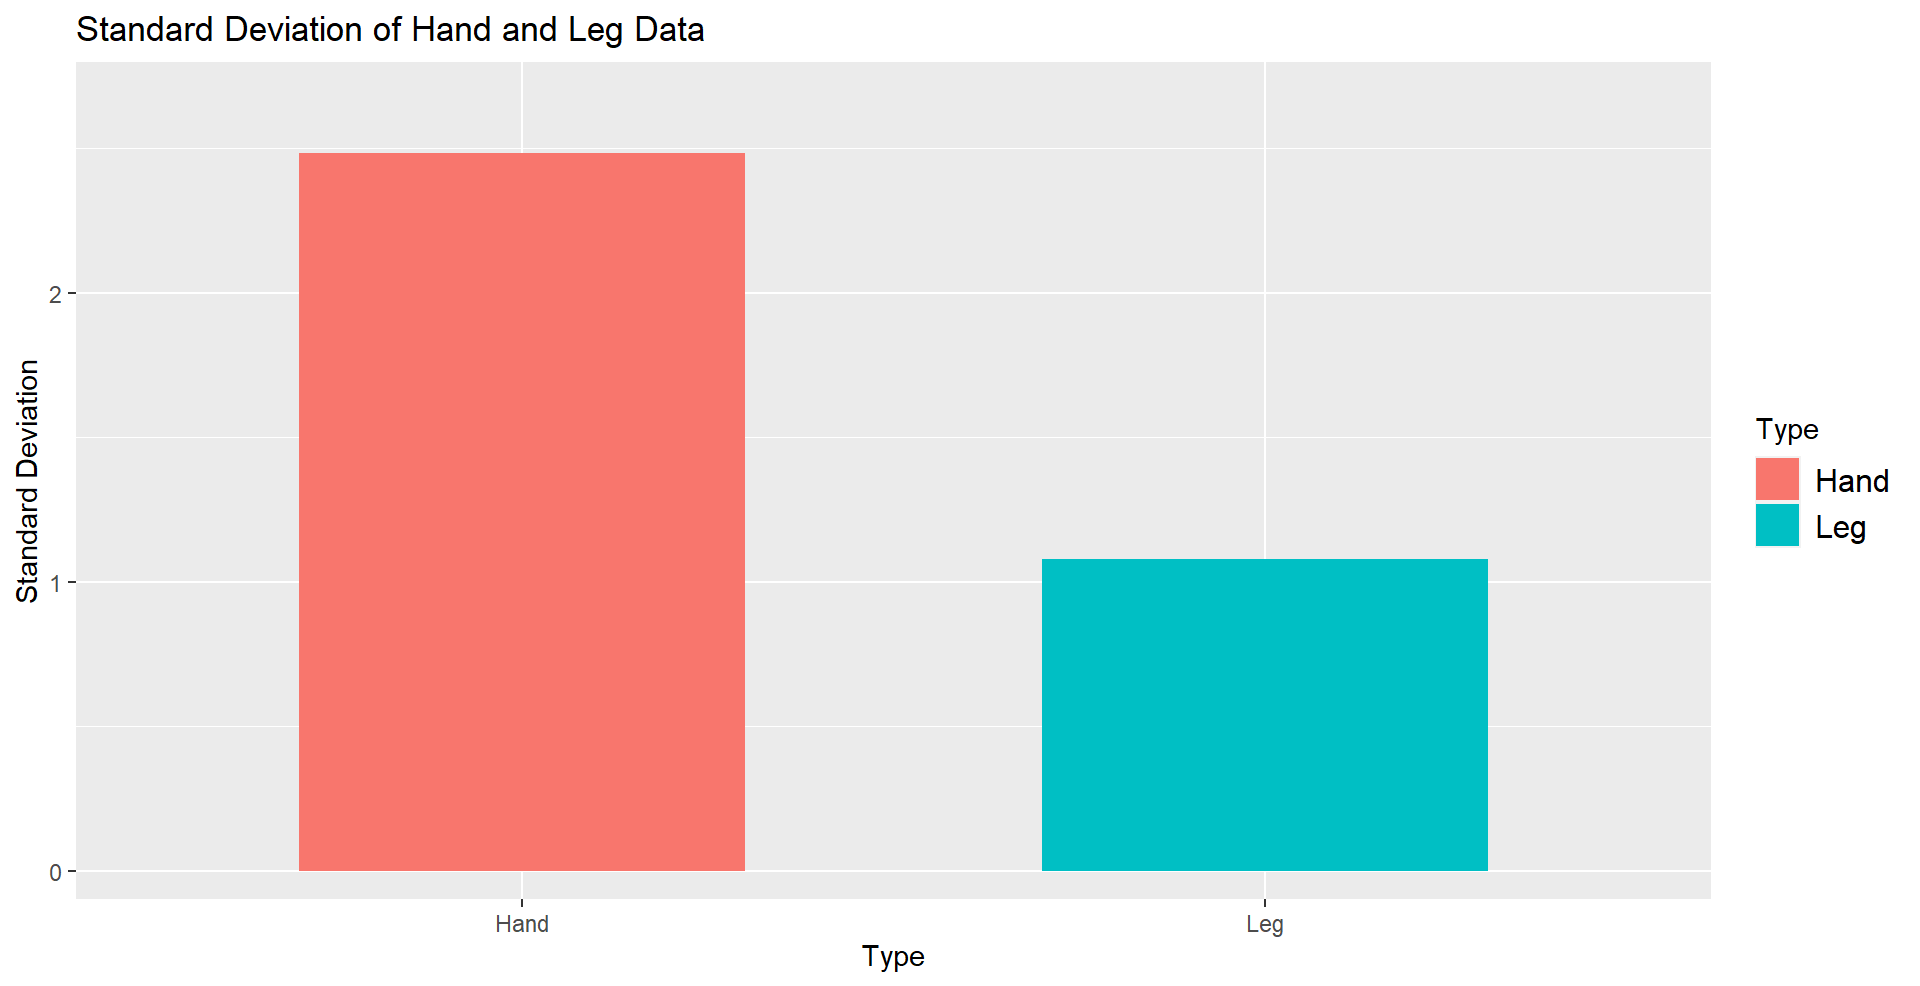 Standard Deviation of Hand and Leg Data
Standard Deviation
2
1
0
Hand
Leg
Type
Type
Hand
Leg